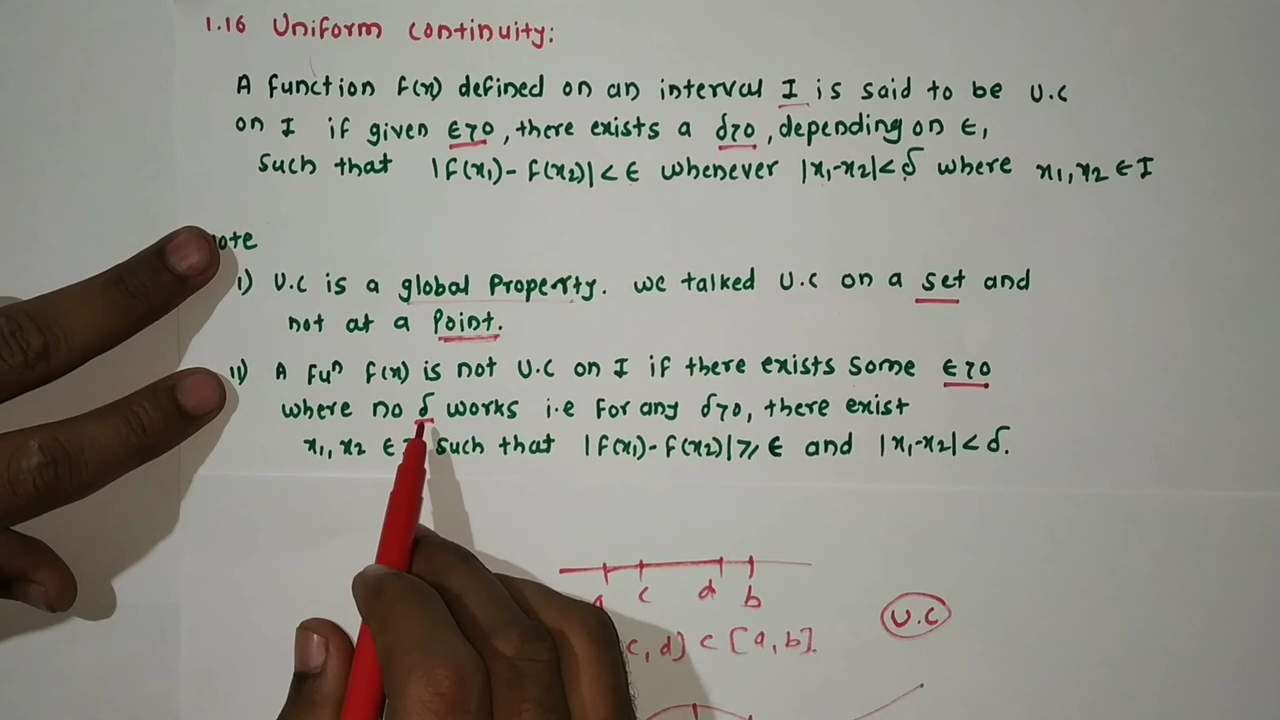 1.16 Uniform continuity:
A function f(x) defined on an interval I is said to be U.C
on I if given ϵ>0, there exists a δ>0, depending on ϵ,
such that |f(x₁)-f(x₂)|<ϵ whenever |x₁-x₂|<δ where x₁,x₂∈I
ote
i) U.C is a global Property. we talked U.C on a set and
not at a Point.
ii) A Fuⁿ f(x) is not U.C on I if there exists some ϵ>0
where no δ works i.e for any δ>0, there exist
x₁, x₂ ∈ I such that |f(x₁)-f(x₂)|⩾ϵ and |x₁-x₂|<δ.
a c d b
c, d) ⊂ [a, b]
U.C